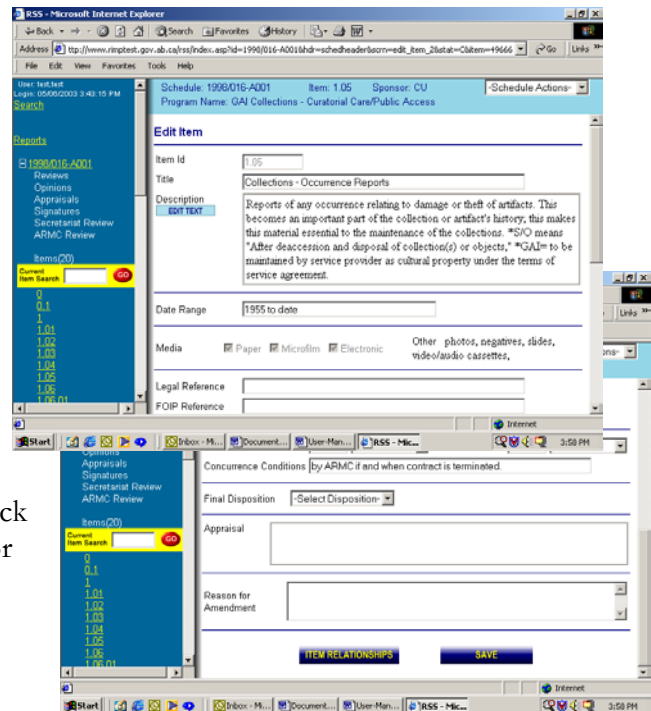 RSS - Microsoft Internet Explorer
Back Search Favorites History
Address ttp://www.rimptest.gov.ab.ca/rss/index.asp?id=1998/016-A001&hdr=schedheader&scrn=edit_item_2&stat=C&item=49666 Go Links
File Edit View Favorites Tools Help
User: test,test
Login: 05/06/2003 3:43:15 PM
Search
Reports
1998/016-A001
Reviews
Opinions
Appraisals
Signatures
Secretariat Review
ARMC Review
Items(20)
Current
Item Search GO
0
0.1
1
1.01
1.02
1.03
1.04
1.05
1.06
1.06.01
Schedule: 1998/016-A001 Item: 1.05 Sponsor: CU -Schedule Actions-
Program Name: GAI Collections - Curatorial Care/Public Access
Edit Item
Item Id 1.05
Title Collections - Occurrence Reports
Description
EDIT TEXT
Reports of any occurrence relating to damage or theft of artifacts. This
becomes an important part of the collection or artifact's history; this makes
this material essential to the maintenance of the collections. *S/O means
"After deaccession and disposal of collection(s) or objects," *GAI= to be
maintained by service provider as cultural property under the terms of
service agreement.
Date Range 1955 to date
Media Paper Microfilm Electronic Other photos, negatives, slides,
video/audio cassettes,
Legal Reference
FOIP Reference
Internet
Start Inbox - M... Document... User-Man... RSS - Mic... 3:58 PM
Links
ons-
ck
or
Opinions
Appraisals
Signatures
Secretariat Review
ARMC Review
Items(20)
Current
Item Search GO
0
0.1
1
1.01
1.02
1.03
1.04
1.05
1.06
1.06.01
Concurrence Conditions by ARMC if and when contract is terminated.
Final Disposition -Select Disposition-
Appraisal
Reason for
Amendment
ITEM RELATIONSHIPS SAVE
Internet
Start Inbox - M... Document... User-Man... RSS - Mic... 3:58 PM